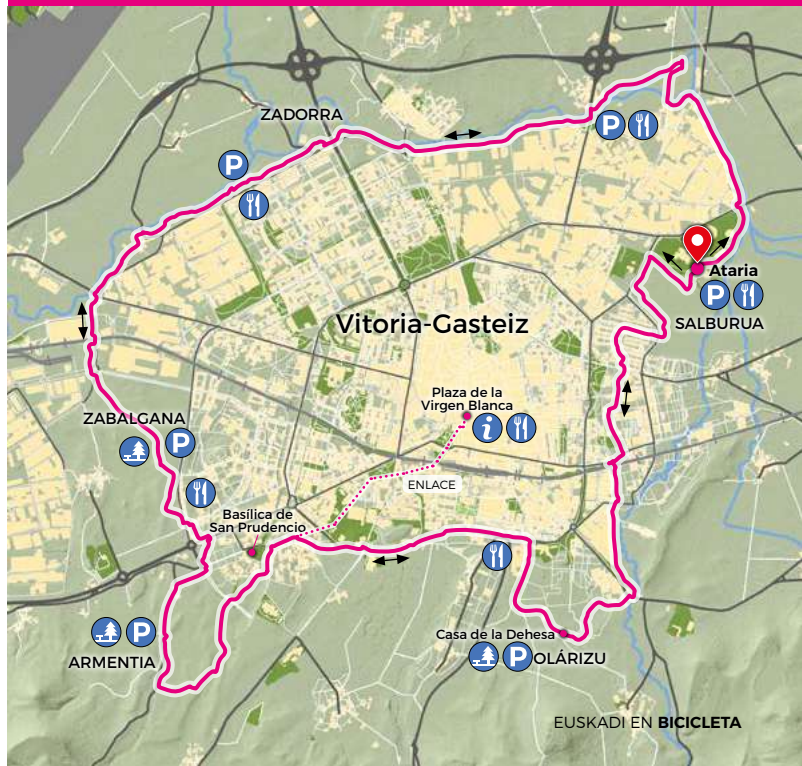 ZADORRA
P
P
Ataria
P
SALBURUA
Vitoria-Gasteiz
Plaza de la
Virgen Blanca
i
ZABALGANA
P
ENLACE
Basílica de
San Prudencio
Casa de la Dehesa
P
ARMENTIA
P OLÁRIZU
EUSKADI EN BICICLETA